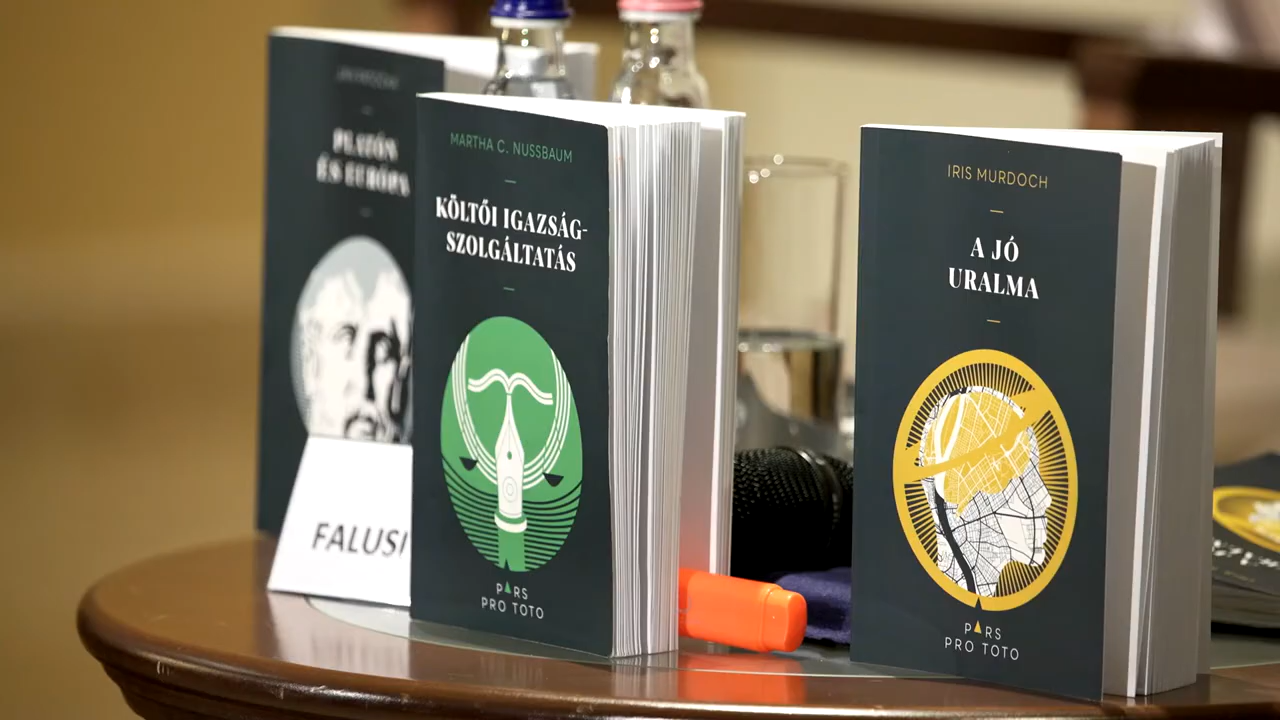 PLATÓN
ÉS EURÓPA
FALUSI
MARTHA C. NUSSBAUM
KÖLTŐI IGAZSÁG-
SZOLGÁLTATÁS
PARS
PRO TOTO
IRIS MURDOCH
A JÓ
URALMA
PARS
PRO TOTO